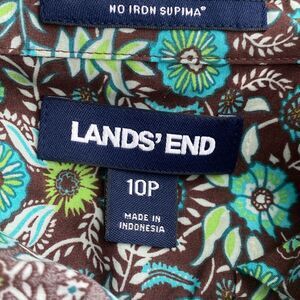 NO IRON SUPIMA®
LANDS' END
10P
MADE IN
INDONESIA